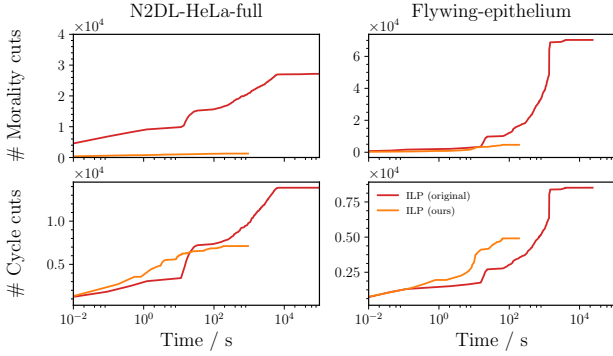 N2DL-HeLa-full
Flywing-epithelium
# Morality cuts
×10⁴
4
3
2
1
0
×10⁴
6
4
2
0
# Cycle cuts
×10⁴
1.0
0.5
10⁻² 10⁰ 10² 10⁴
Time / s
×10⁴
0.75
0.50
0.25
ILP (original)
ILP (ours)
10⁻² 10⁰ 10² 10⁴
Time / s